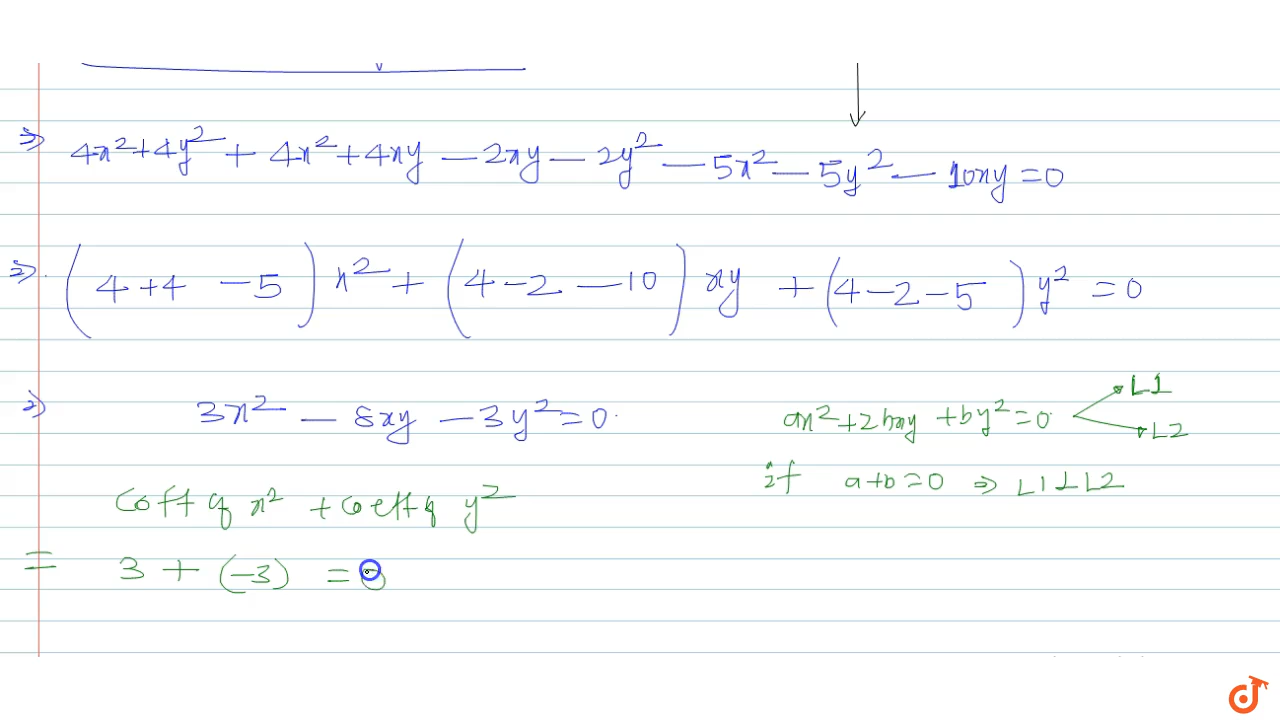 ⇒ 4x²+4y² + 4x²+4xy – 2xy – 2y² – 5x² – 5y² – 10xy = 0
⇒ (4+4 –5) x² + (4–2 –10) xy + (4–2–5) y² = 0
⇒ 3x² – 8xy – 3y² = 0.
ax²+2hxy +by² = 0
L1
L2
if a+b=0 ⇒ L1⊥L2
Coff of x² + coeff of y²
= 3 + (–3) = 0